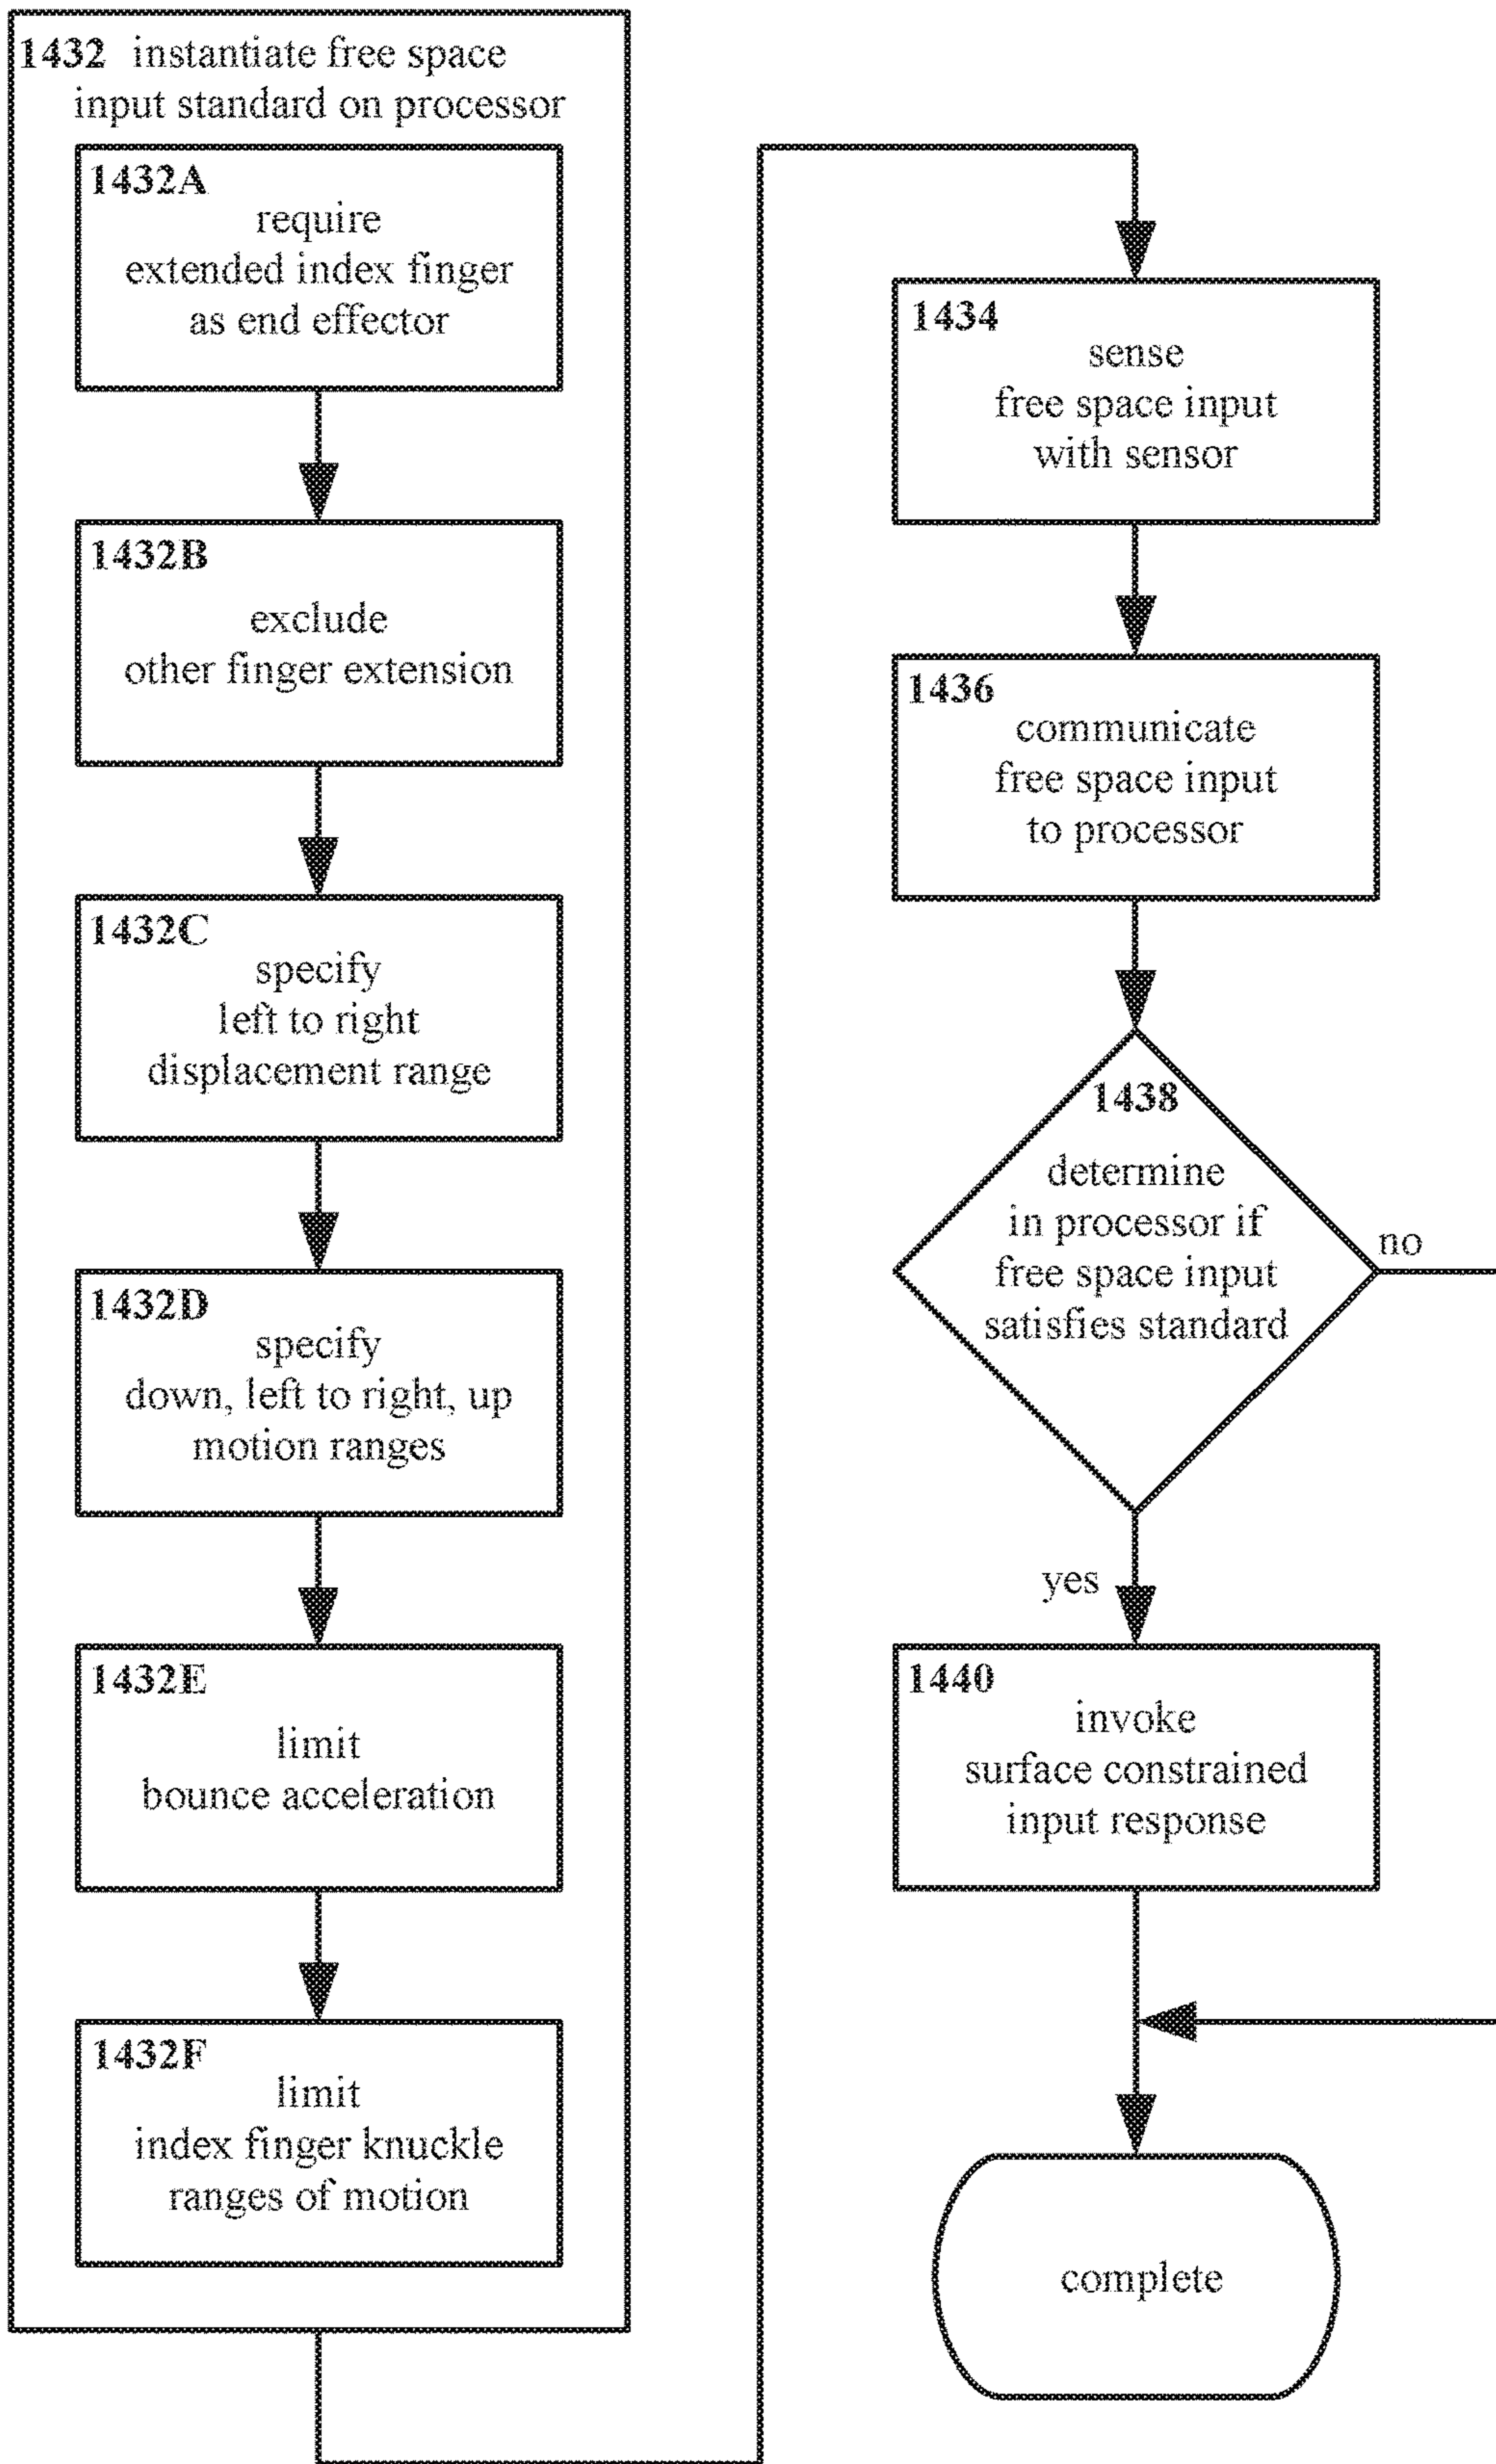 1432 instantiate free space
input standard on processor
1432A
require
extended index finger
as end effector
1432B
exclude
other finger extension
1432C
specify
left to right
displacement range
1432D
specify
down, left to right, up
motion ranges
1432E
limit
bounce acceleration
1432F
limit
index finger knuckle
ranges of motion
1434
sense
free space input
with sensor
1436
communicate
free space input
to processor
1438
determine
in processor if
free space input
satisfies standard
no
yes
1440
invoke
surface constrained
input response
complete